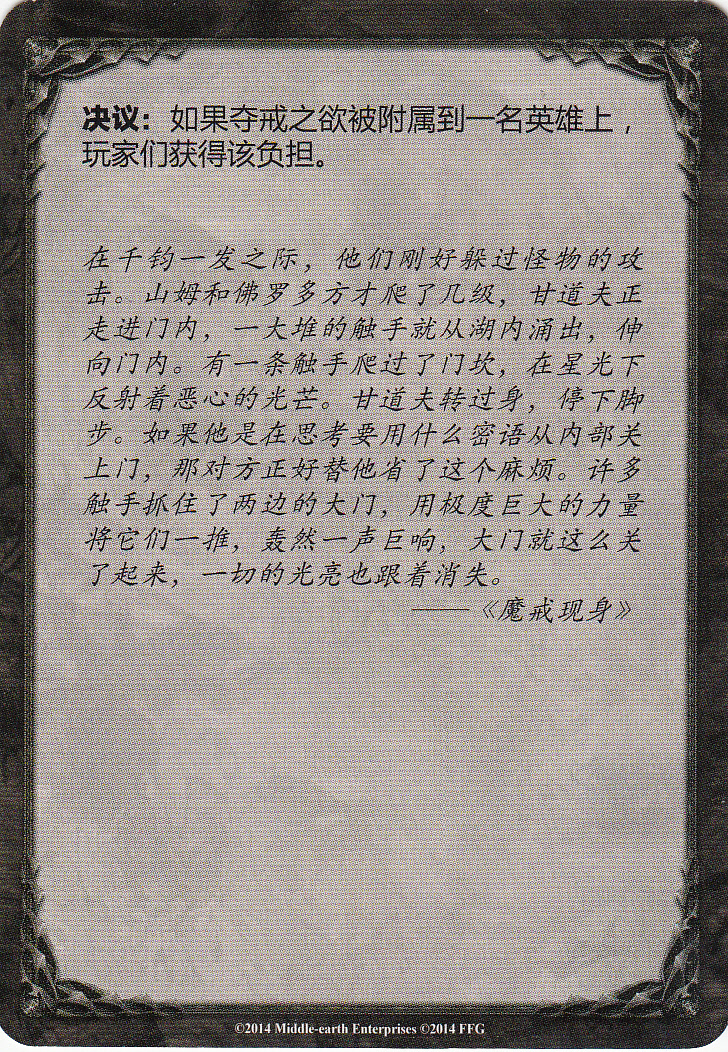 决议：如果夺戒之欲被附属到一名英雄上，
玩家们获得该负担。
在千钧一发之际，他们刚好躲过怪物的攻
击。山姆和佛罗多方才爬了几级，甘道夫正
走进门内，一大堆的触手就从湖内涌出，伸
向门内。有一条触手爬过了门坎，在星光下
反射着恶心的光芒。甘道夫转过身，停下脚
步。如果他是在思考要用什么密语从内部关
上门，那对方正好替他省了这个麻烦。许多
触手抓住了两边的大门，用极度巨大的力量
将它们一推，轰然一声巨响，大门就这么关
了起来，一切的光亮也跟着消失。
——《魔戒现身》
©2014 Middle-earth Enterprises ©2014 FFG